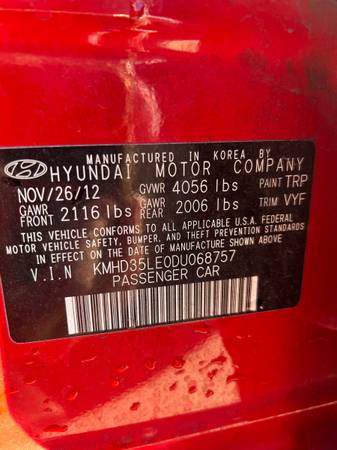 MANUFACTURED IN KOREA BY
HYUNDAI MOTOR COMPANY
NOV/26/12 GVWR 4056 lbs PAINT TRP
GAWR FRONT 2116 lbs GAWR REAR 2006 lbs TRIM VYF
THIS VEHICLE CONFORMS TO ALL APPLICABLE U.S.A. FEDERAL
MOTOR VEHICLE SAFETY, BUMPER, AND THEFT PREVENTION STANDARDS
IN EFFECT ON THE DATE OF MANUFACTURE SHOWN ABOVE.
V.I.N KMHD35LE0DU068757
PASSENGER CAR